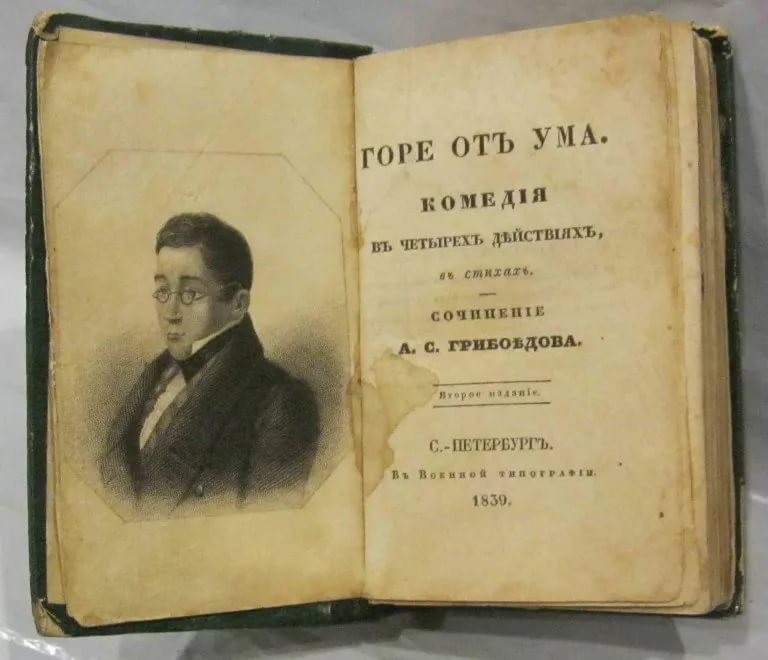 ГОРЕ ОТЪ УМА.
КОМЕДІЯ
ВЪ ЧЕТЫРЕХЪ ДѢЙСТВІЯХЪ,
въ стихахъ.
СОЧИНЕНІЕ
А. С. ГРИБОѢДОВА.
Второе изданіе.
С.-ПЕТЕРБУРГЪ.
Въ Военной типографіи.
1839.